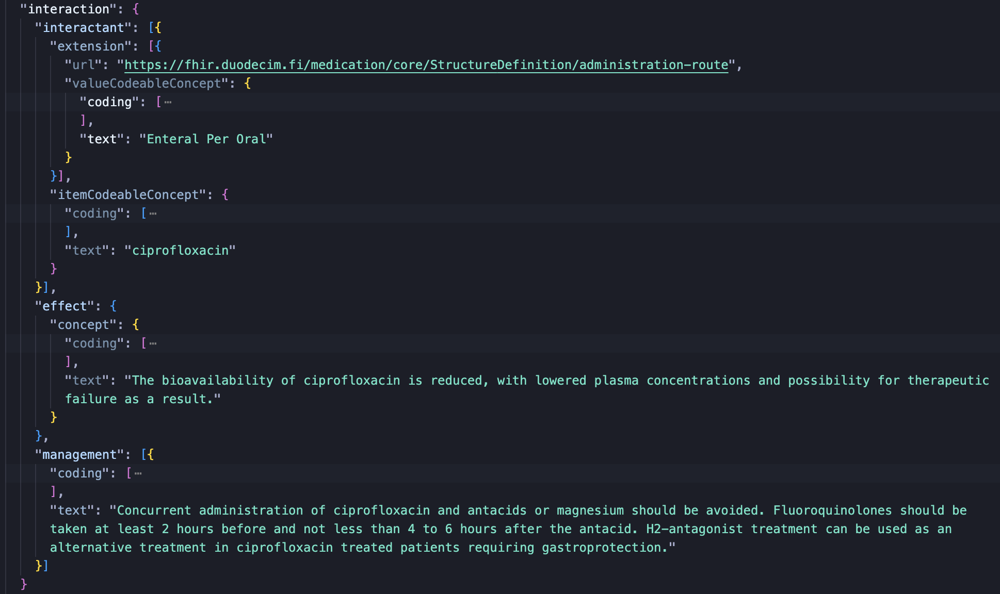 "interaction": {
"interactant": [{
"extension": [{
"url": "https://fhir.duodecim.fi/medication/core/StructureDefinition/administration-route",
"valueCodeableConcept": {
"coding": [⋯
],
"text": "Enteral Per Oral"
}
}],
"itemCodeableConcept": {
"coding": [⋯
],
"text": "ciprofloxacin"
}
}],
"effect": {
"concept": {
"coding": [⋯
],
"text": "The bioavailability of ciprofloxacin is reduced, with lowered plasma concentrations and possibility for therapeutic
failure as a result."
}
},
"management": [{
"coding": [⋯
],
"text": "Concurrent administration of ciprofloxacin and antacids or magnesium should be avoided. Fluoroquinolones should be
taken at least 2 hours before and not less than 4 to 6 hours after the antacid. H2-antagonist treatment can be used as an
alternative treatment in ciprofloxacin treated patients requiring gastroprotection."
}]
}